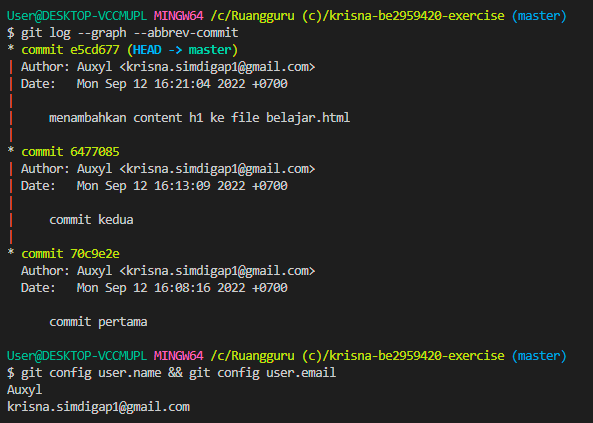 User@DESKTOP-VCCMUPL MINGW64 /c/Ruangguru (c)/krisna-be2959420-exercise (master)
$ git log --graph --abbrev-commit
* commit e5cd677 (HEAD -> master)
| Author: Auxyl <krisna.simdigap1@gmail.com>
| Date:   Mon Sep 12 16:21:04 2022 +0700
|
|     menambahkan content h1 ke file belajar.html
|
* commit 6477085
| Author: Auxyl <krisna.simdigap1@gmail.com>
| Date:   Mon Sep 12 16:13:09 2022 +0700
|
|     commit kedua
|
* commit 70c9e2e
  Author: Auxyl <krisna.simdigap1@gmail.com>
  Date:   Mon Sep 12 16:08:16 2022 +0700

      commit pertama

User@DESKTOP-VCCMUPL MINGW64 /c/Ruangguru (c)/krisna-be2959420-exercise (master)
$ git config user.name && git config user.email
Auxyl
krisna.simdigap1@gmail.com